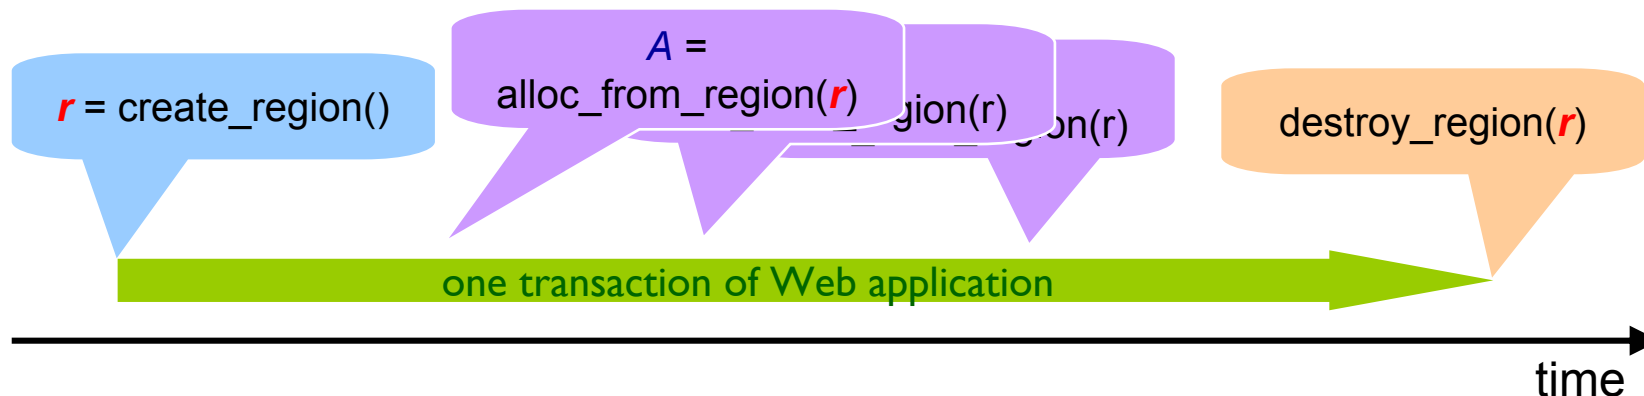 r = create_region()
A =
alloc_from_region(r)
gion(r)
on(r)
destroy_region(r)
one transaction of Web application
time